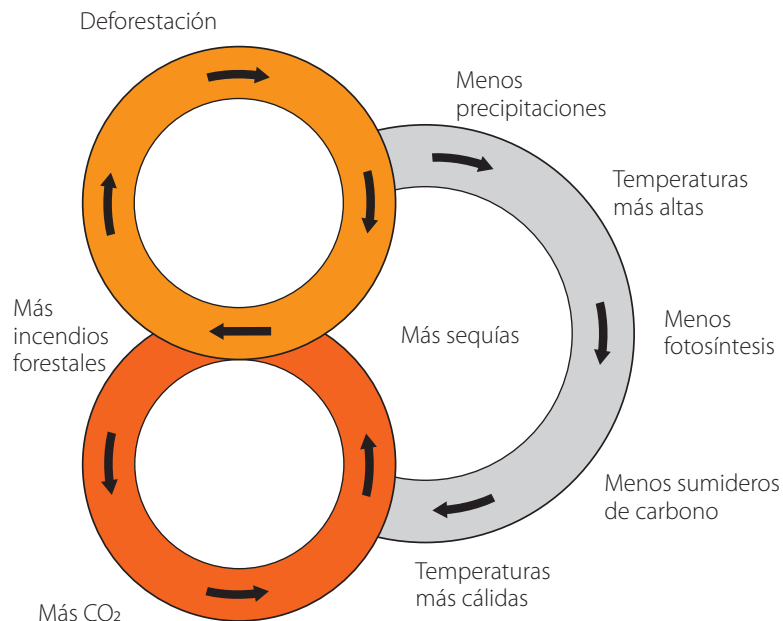 Deforestación
Menos
precipitaciones
Temperaturas
más altas
Más
incendios
forestales
Más sequías
Menos
fotosíntesis
Menos sumideros
de carbono
Temperaturas
más cálidas
Más CO₂